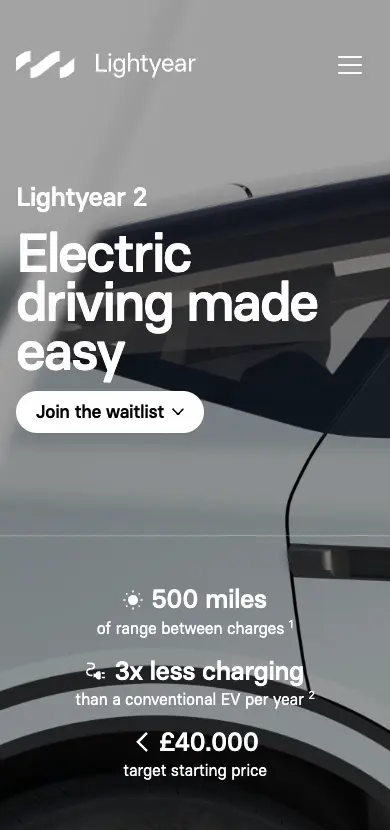 Lightyear
Lightyear 2
Electric
driving made
easy
Join the waitlist
500 miles
of range between charges ¹
3x less charging
than a conventional EV per year ²
< £40.000
target starting price